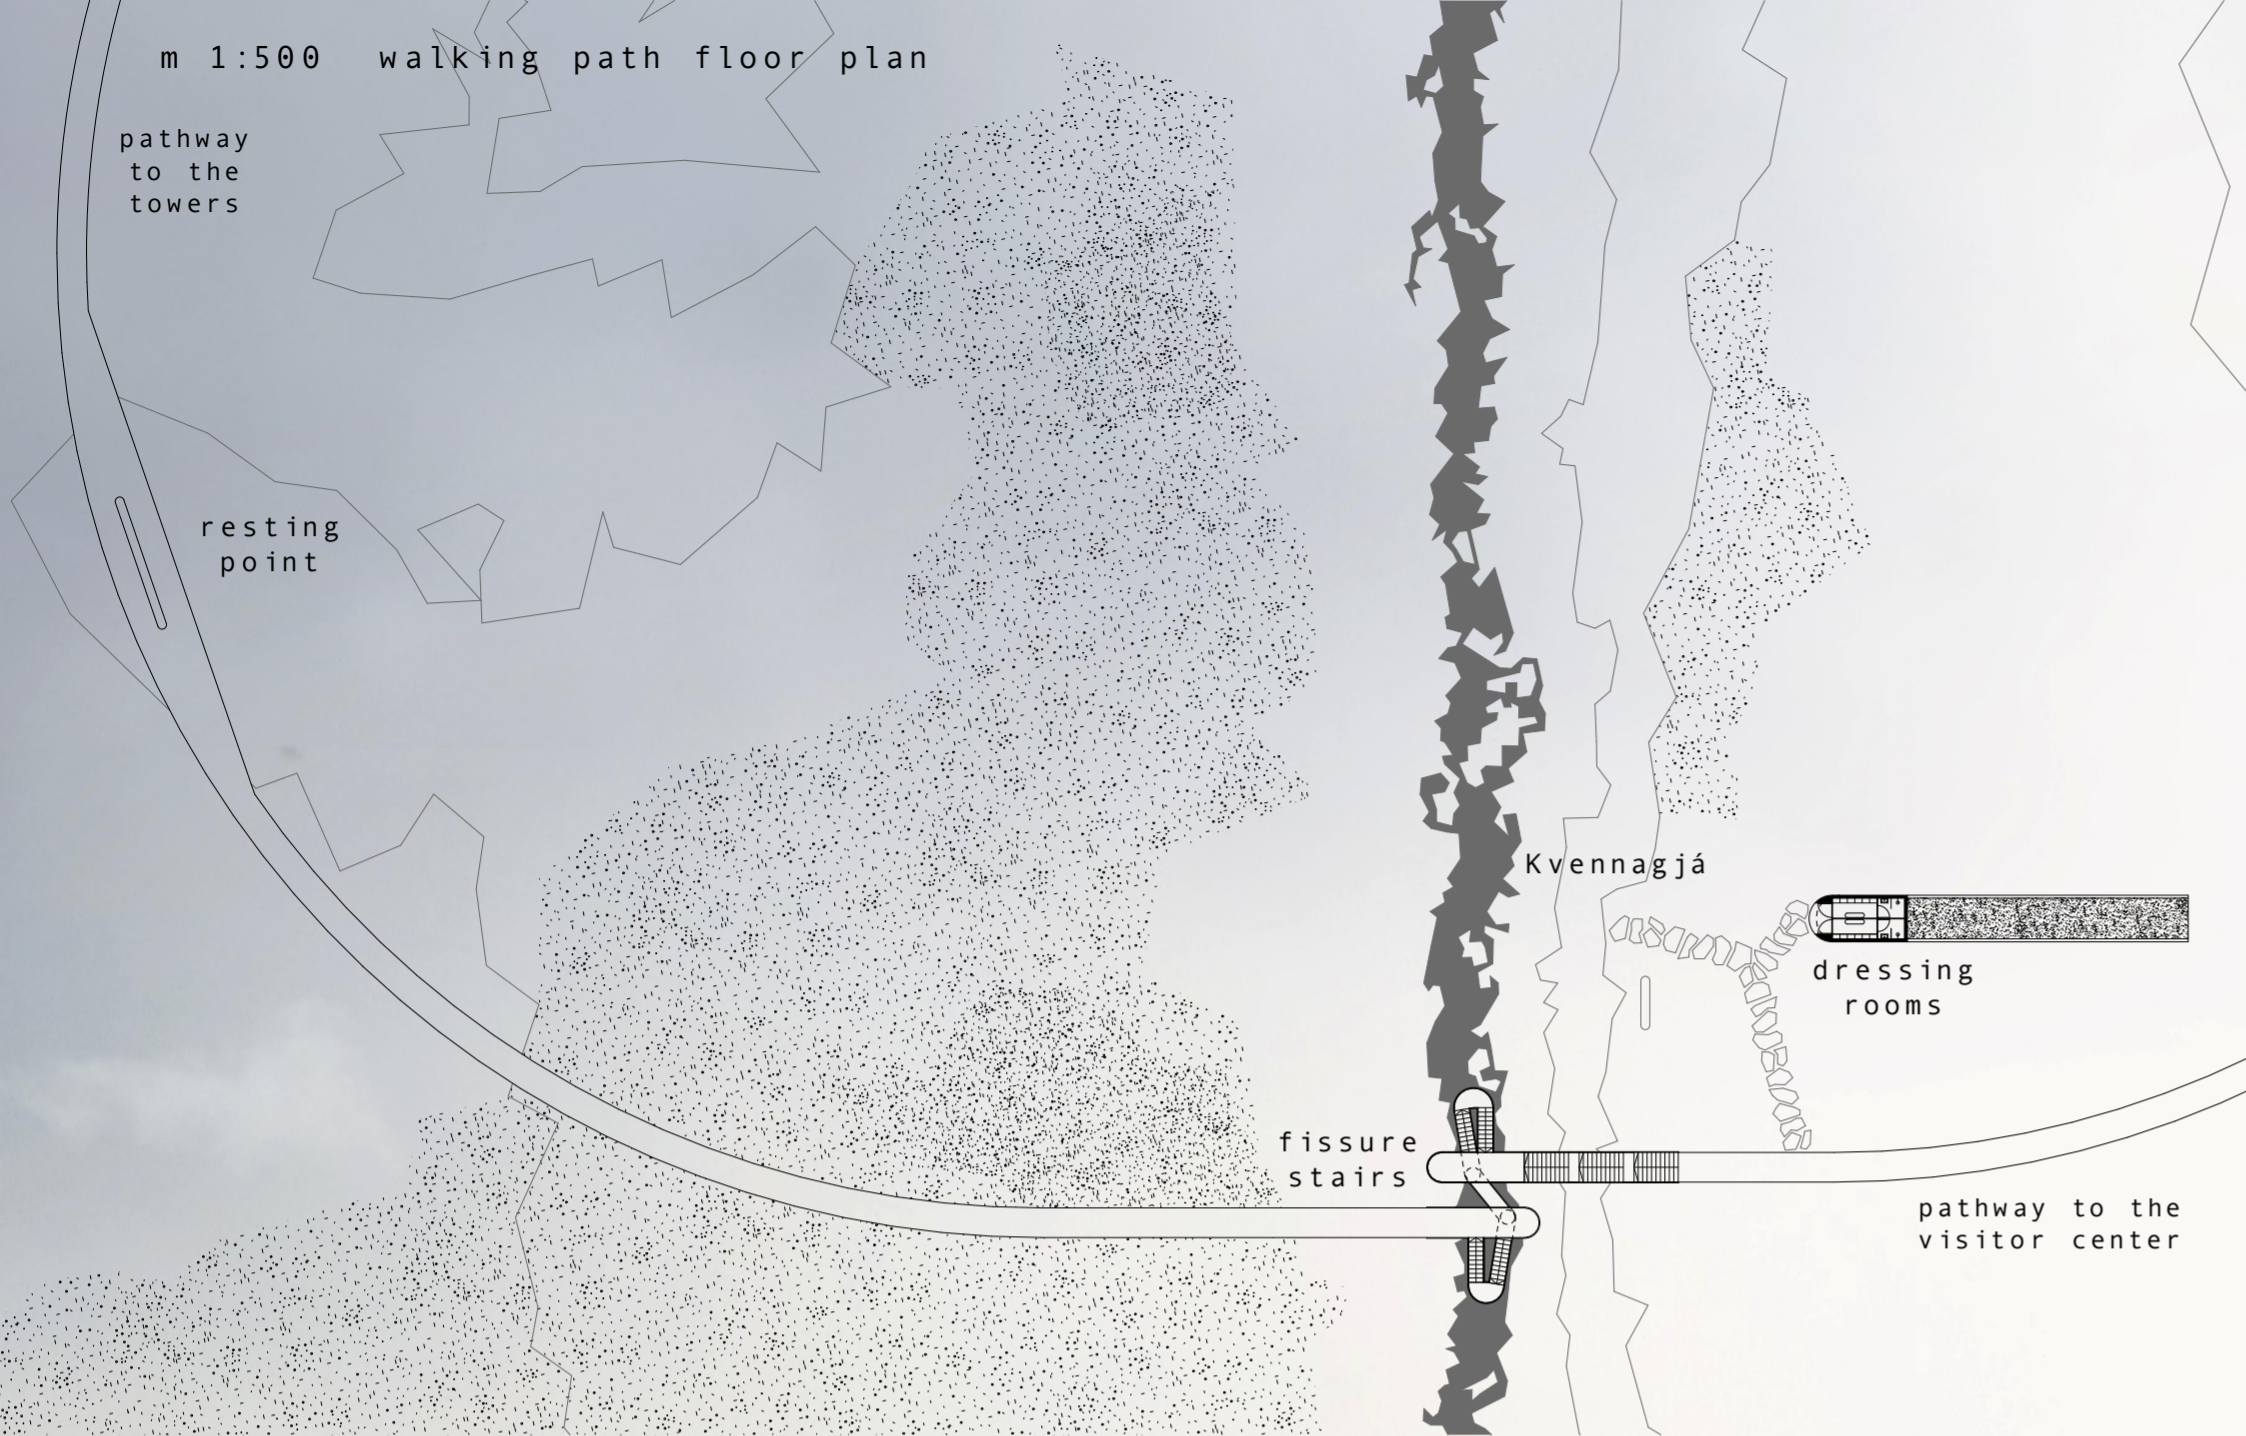 m 1:500 walking path floor plan
pathway
to the
towers
resting
point
Kvennagjá
dressing
rooms
fissure
stairs
pathway to the
visitor center